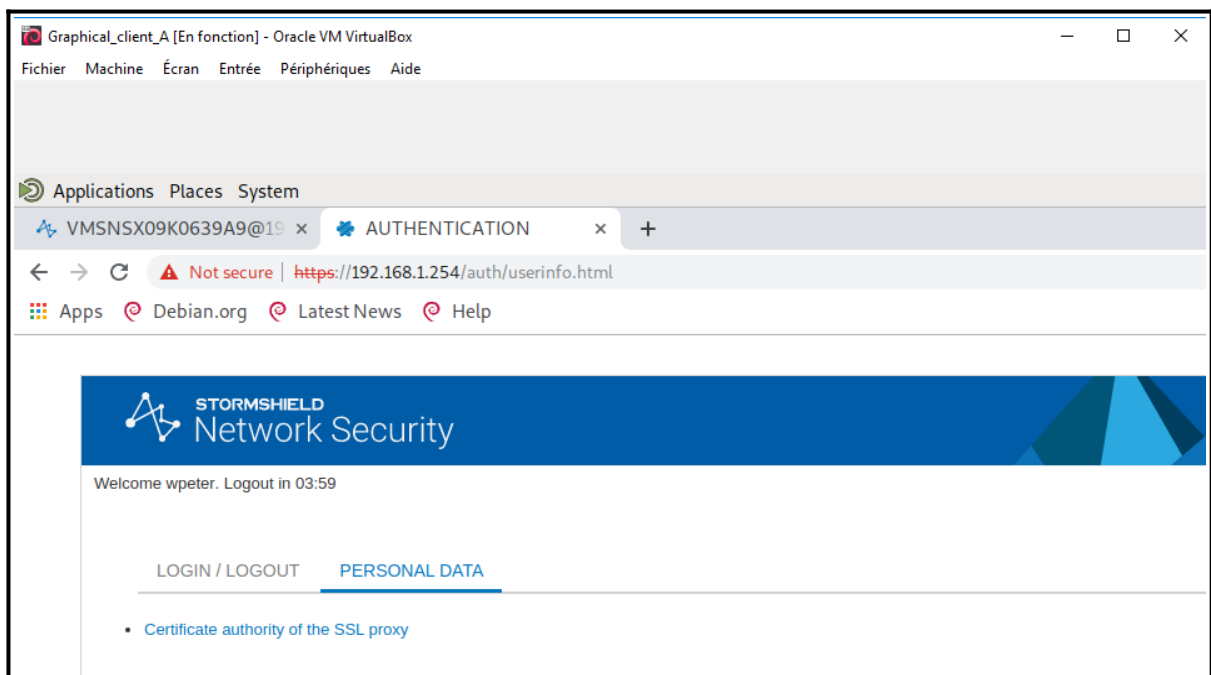 Graphical_client_A [En fonction] - Oracle VM VirtualBox
Fichier Machine Écran Entrée Périphériques Aide
Applications Places System
VMSNSX09K0639A9@19 AUTHENTICATION
Not secure | https://192.168.1.254/auth/userinfo.html
Apps Debian.org Latest News Help
STORMSHIELD
Network Security
Welcome wpeter. Logout in 03:59
LOGIN / LOGOUT PERSONAL DATA
• Certificate authority of the SSL proxy